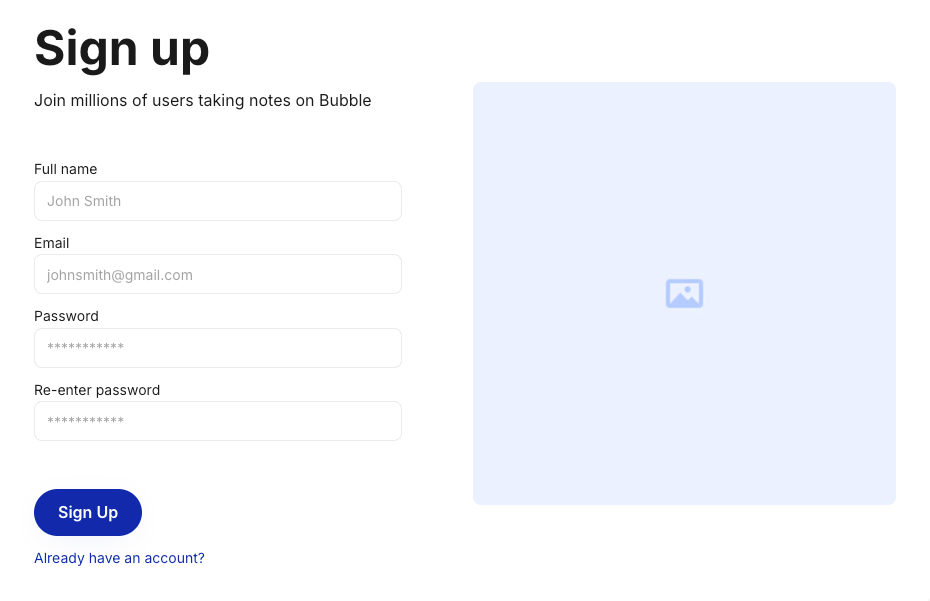 Sign up
Join millions of users taking notes on Bubble
Full name
John Smith
Email
johnsmith@gmail.com
Password
***********
Re-enter password
***********
Sign Up
Already have an account?